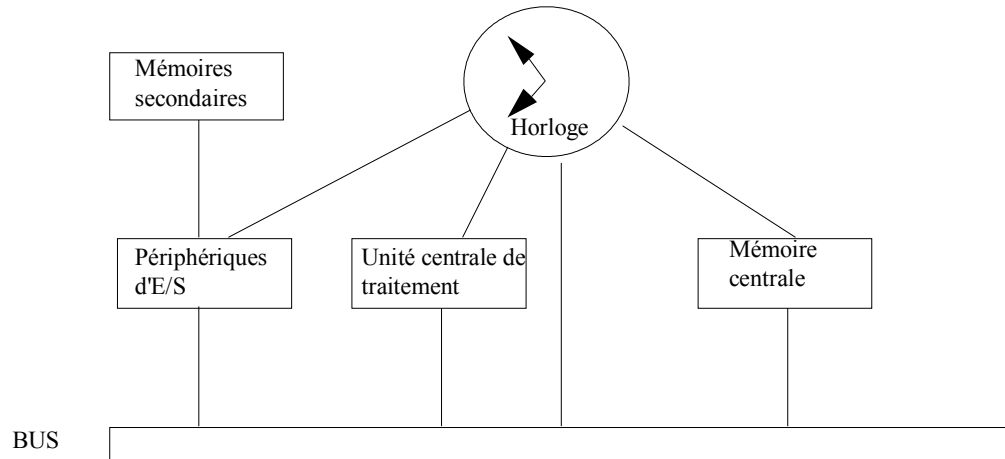 Mémoires
secondaires
Horloge
Périphériques
d'E/S
Unité centrale de
traitement
Mémoire
centrale
BUS